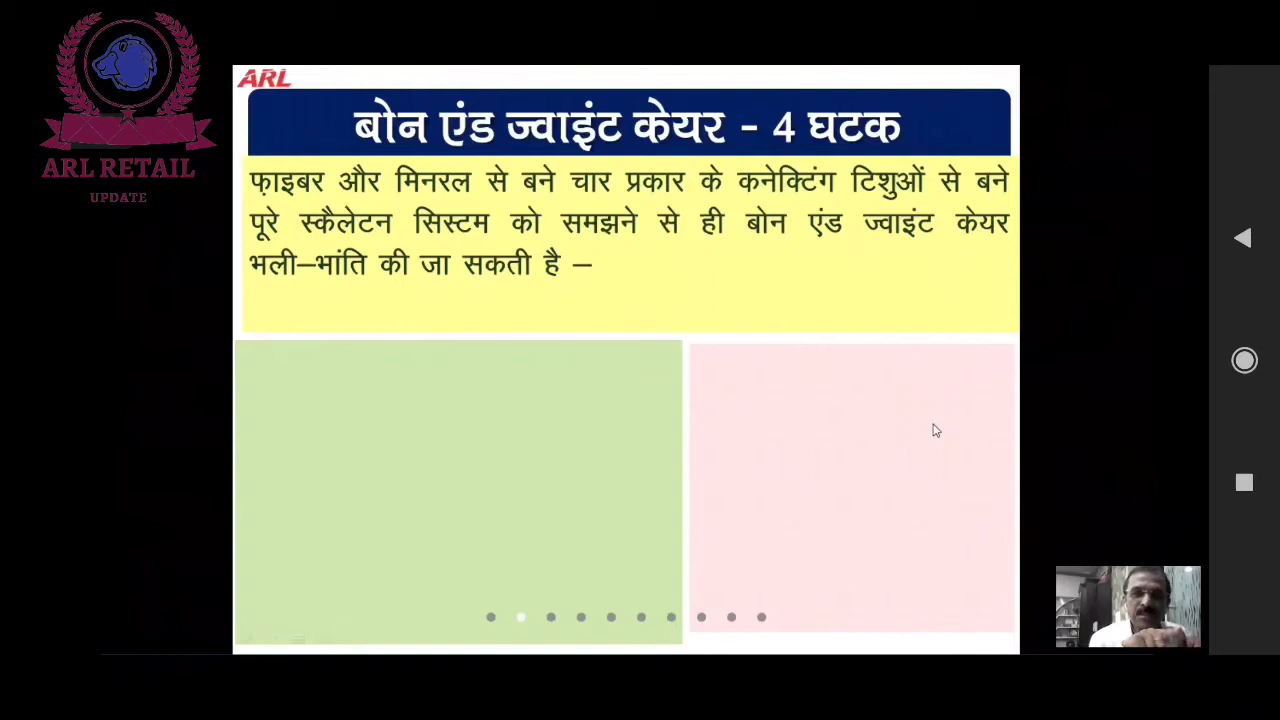 ARL RETAIL
UPDATE
ARL
बोन एंड ज्वाइंट केयर - 4 घटक
फ़ाइबर और मिनरल से बने चार प्रकार के कनेक्टिंग टिशुओं से बने
पूरे स्कैलेटन सिस्टम को समझने से ही बोन एंड ज्वाइंट केयर
भली–भांति की जा सकती है –